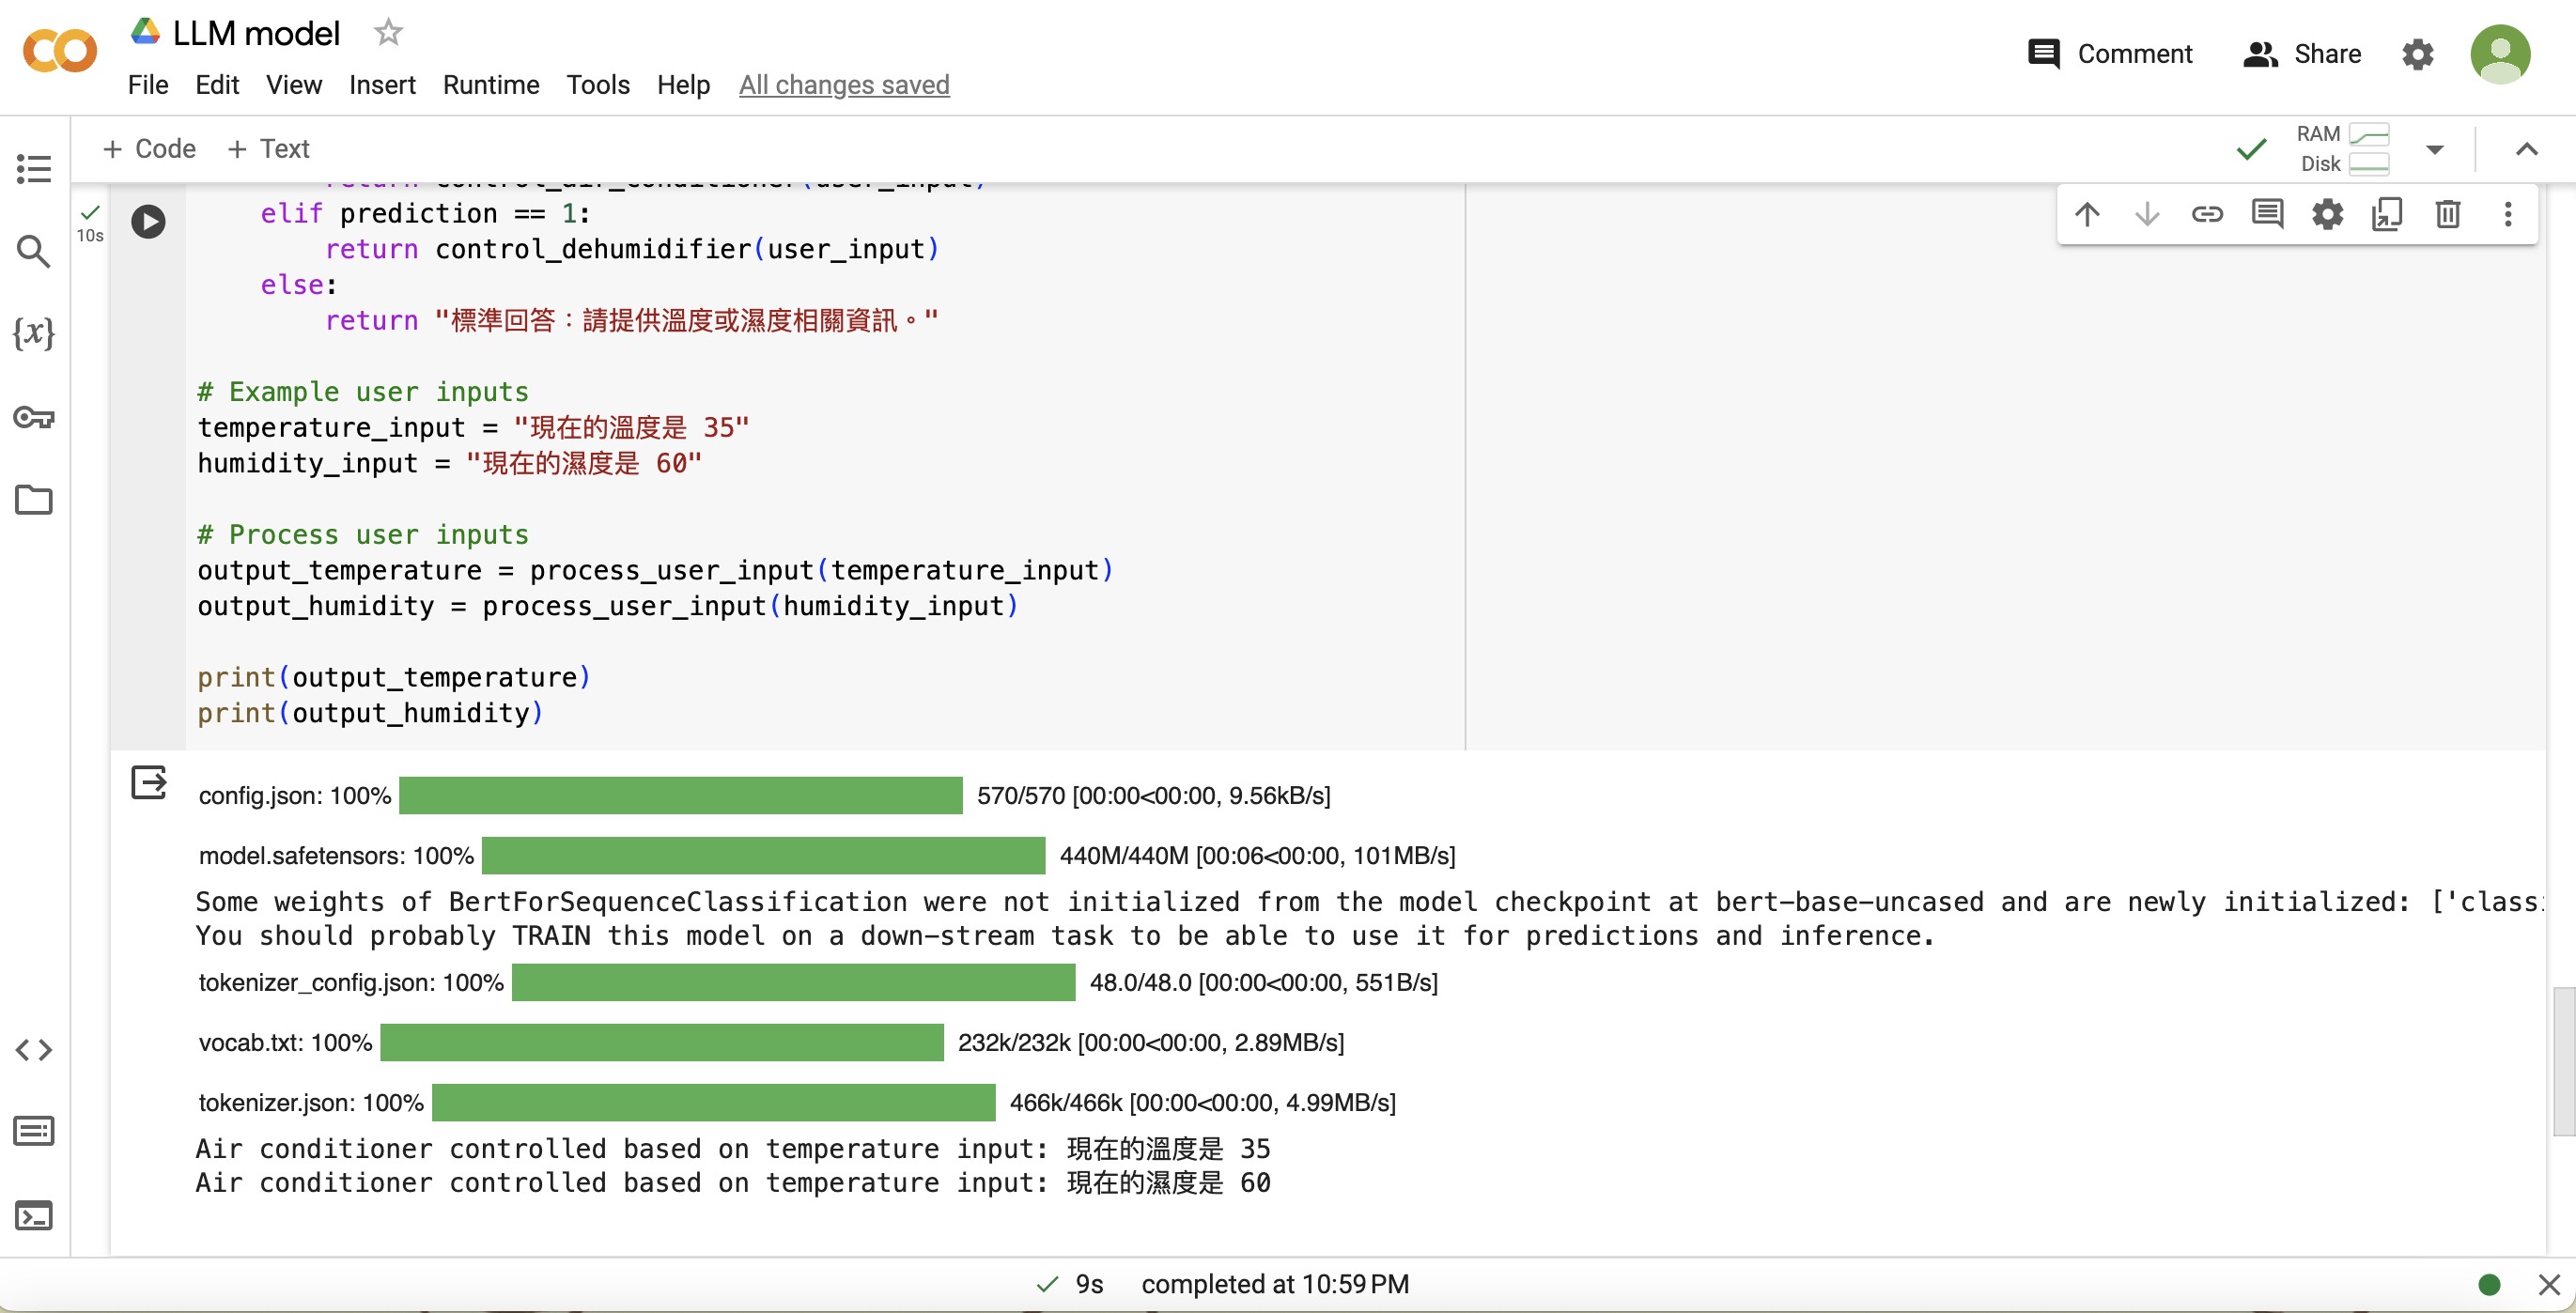 LLM model
File Edit View Insert Runtime Tools Help All changes saved
Comment Share
+ Code + Text
RAM
Disk
return control_air_conditioner(user_input)
10s
elif prediction == 1:
return control_dehumidifier(user_input)
else:
return "標準回答：請提供溫度或濕度相關資訊。"
# Example user inputs
temperature_input = "現在的溫度是 35"
humidity_input = "現在的濕度是 60"
# Process user inputs
output_temperature = process_user_input(temperature_input)
output_humidity = process_user_input(humidity_input)
print(output_temperature)
print(output_humidity)
config.json: 100% 570/570 [00:00<00:00, 9.56kB/s]
model.safetensors: 100% 440M/440M [00:06<00:00, 101MB/s]
Some weights of BertForSequenceClassification were not initialized from the model checkpoint at bert-base-uncased and are newly initialized: ['class
You should probably TRAIN this model on a down-stream task to be able to use it for predictions and inference.
tokenizer_config.json: 100% 48.0/48.0 [00:00<00:00, 551B/s]
vocab.txt: 100% 232k/232k [00:00<00:00, 2.89MB/s]
tokenizer.json: 100% 466k/466k [00:00<00:00, 4.99MB/s]
Air conditioner controlled based on temperature input: 現在的溫度是 35
Air conditioner controlled based on temperature input: 現在的濕度是 60
9s completed at 10:59 PM